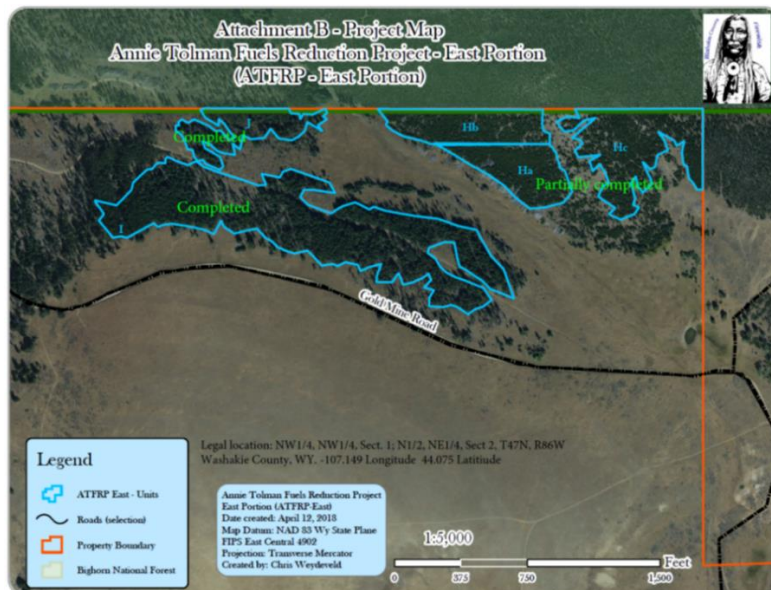 Attachment B - Project Map
Annie Tolman Fuels Reduction Project - East Portion
(ATFRP - East Portion)
J
Completed
Hb
Hc
Ha
Partially completed
Completed
I
Gold Mine Road
Legal location: NW1/4, NW1/4, Sect. 1; N1/2, NE1/4, Sect 2, T47N, R86W
Washakie County, WY. -107.149 Longitude 44.075 Latitiude
Legend
ATFRP East - Units
Roads (selection)
Property Boundary
Bighorn National Forest
Annie Tolman Fuels Reduction Project
East Portion (ATFRP-East)
Date created: April 12, 2018
Map Datum: NAD 83 Wy State Plane
FIPS East Central 4902
Projection: Transverse Mercator
Created by: Chris Weydeveld
1:5,000
Feet
0 375 750 1,500